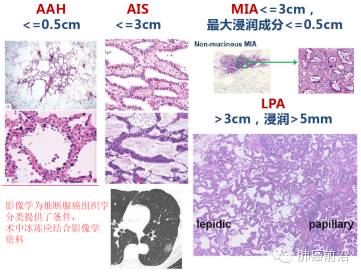 AAH
<=0.5cm
AIS
<=3cm
MIA<=3cm，
最大浸润成分<=0.5cm
Non-mucinous MIA
LPA
>3cm，浸润>5mm
影像学为推断腺癌组织学
分类提供了条件，
术中冰冻应结合影像学
资料
lepidic
papillary
肺癌前沿